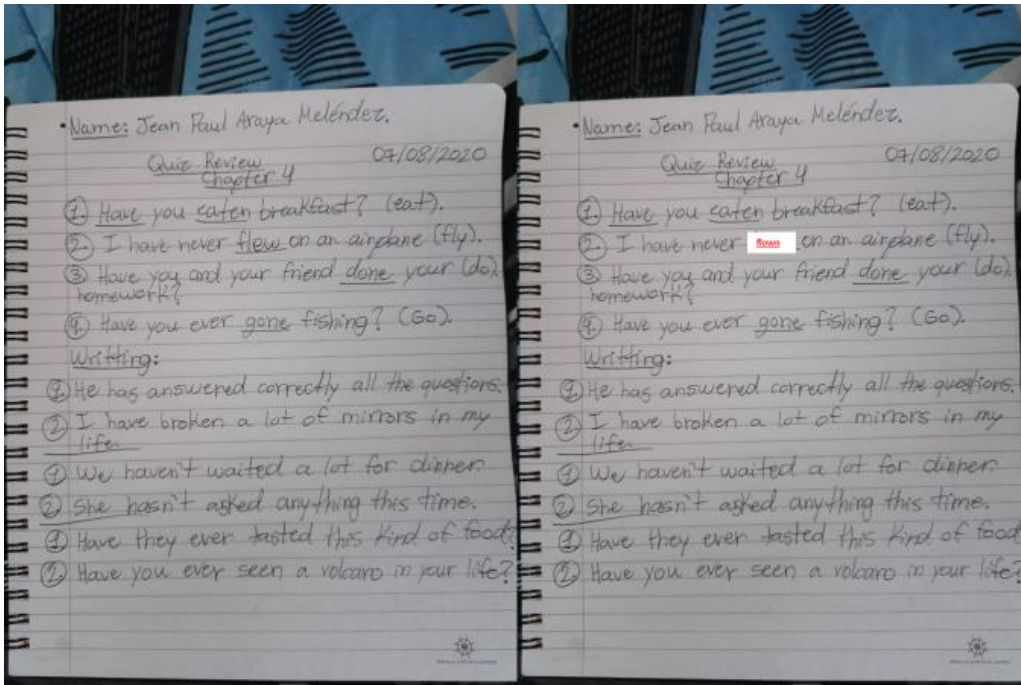 • Name: Jean Paul Araya Meléndez.
07/08/2020
Quiz Review
Chapter 4
1. Have you eaten breakfast? (eat).
2. I have never flew on an airplane (fly).
3 Have you and your friend done your (do).
homework?
4. Have you ever gone fishing? (Go).
Writting:
1 He has answered correctly all the questions.
2 I have broken a lot of mirrors in my
life.
1 We haven't waited a lot for dinner.
2 She hasn't asked anything this time.
1 Have they ever tasted this kind of food?
2 Have you ever seen a volcano in your life?
• Name: Jean Paul Araya Meléndez.
07/08/2020
Quiz Review
Chapter 4
1. Have you eaten breakfast? (eat).
2. I have never flown on an airplane (fly).
3 Have you and your friend done your (do).
homework?
4. Have you ever gone fishing? (Go).
Writting:
1 He has answered correctly all the questions.
2 I have broken a lot of mirrors in my
life.
1 We haven't waited a lot for dinner.
2 She hasn't asked anything this time.
1 Have they ever tasted this kind of food
2 Have you ever seen a volcano in your life?